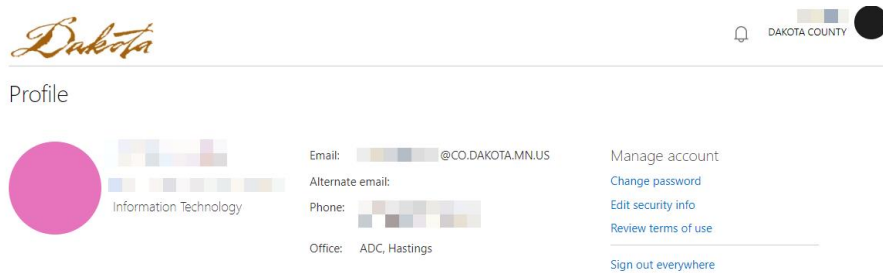 Dakota
DAKOTA COUNTY
Profile
Information Technology
Email: @CO.DAKOTA.MN.US
Alternate email:
Phone:
Office: ADC, Hastings
Manage account
Change password
Edit security info
Review terms of use
Sign out everywhere